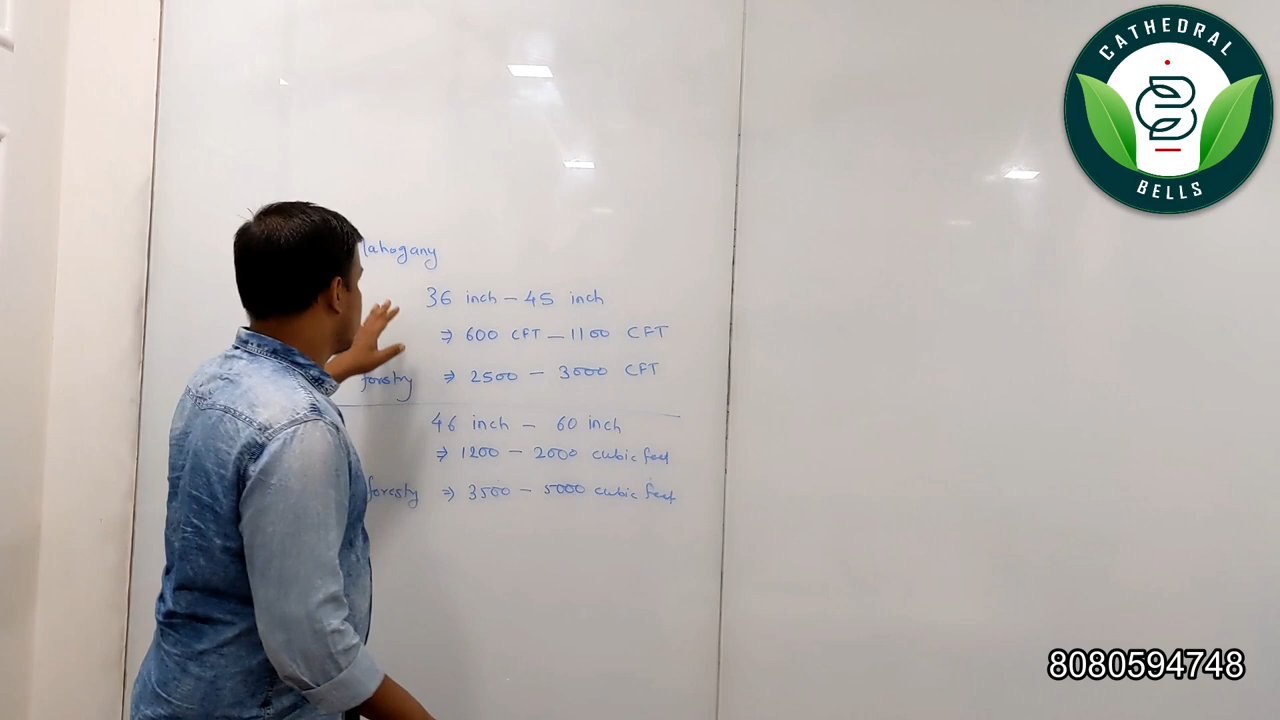 CATHEDRAL
BELLS
Mahogany
36 inch - 45 inch
⇒ 600 CFT - 1100 CFT
forestry ⇒ 2500 - 3000 CFT
46 inch - 60 inch
⇒ 1200 - 2000 cubic feet
foresty ⇒ 3500 - 5000 cubic feet
8080594748